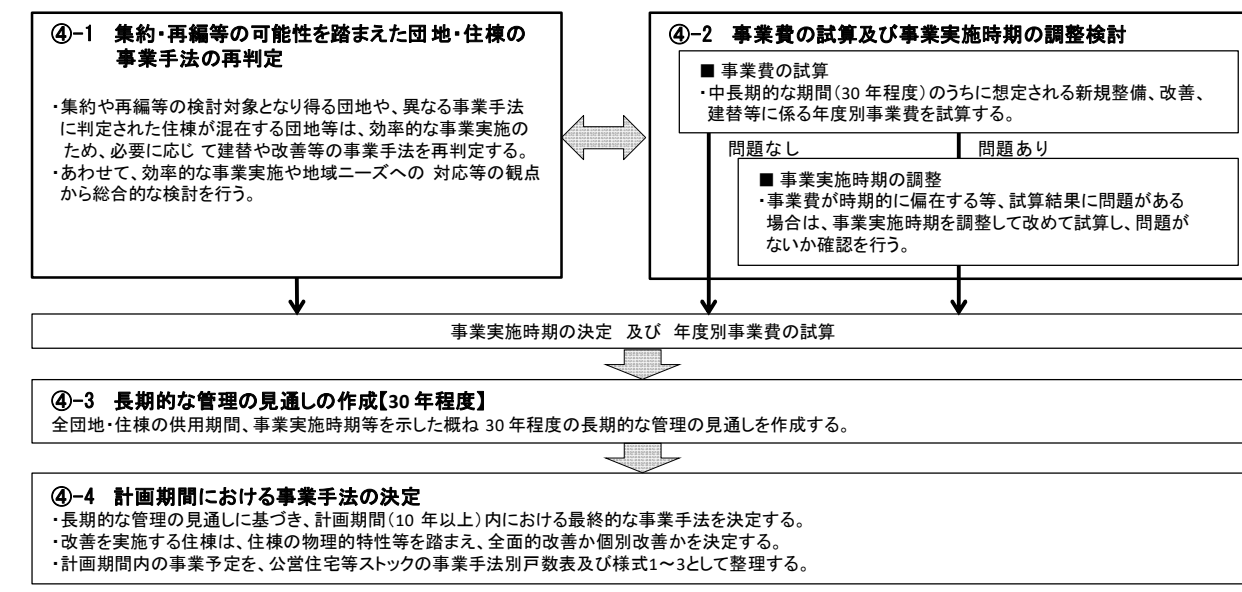 ④-1 集約・再編等の可能性を踏まえた団地・住棟の
事業手法の再判定
・集約や再編等の検討対象となり得る団地や、異なる事業手法
に判定された住棟が混在する団地等は、効率的な事業実施の
ため、必要に応じ て建替や改善等の事業手法を再判定する。
・あわせて、効率的な事業実施や地域ニーズへの 対応等の観点
から総合的な検討を行う。
④-2 事業費の試算及び事業実施時期の調整検討
■ 事業費の試算
・中長期的な期間(30 年程度)のうちに想定される新規整備、改善、
建替等に係る年度別事業費を試算する。
問題なし
問題あり
■ 事業実施時期の調整
・事業費が時期的に偏在する等、試算結果に問題がある
場合は、事業実施時期を調整して改めて試算し、問題が
ないか確認を行う。
事業実施時期の決定 及び 年度別事業費の試算
④-3 長期的な管理の見通しの作成【30 年程度】
全団地・住棟の供用期間、事業実施時期等を示した概ね 30 年程度の長期的な管理の見通しを作成する。
④-4 計画期間における事業手法の決定
・長期的な管理の見通しに基づき、計画期間(10 年以上)内における最終的な事業手法を決定する。
・改善を実施する住棟は、住棟の物理的特性等を踏まえ、全面的改善か個別改善かを決定する。
・計画期間内の事業予定を、公営住宅等ストックの事業手法別戸数表及び様式1~3として整理する。